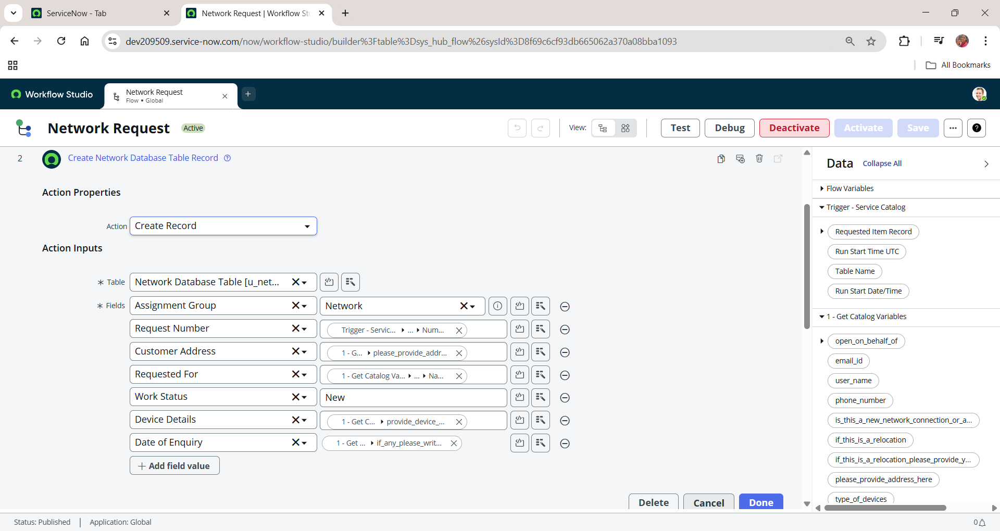 ServiceNow - Tab
Network Request | Workflow Stu
dev209509.service-now.com/now/workflow-studio/builder%3Ftable%3Dsys_hub_flow%26sysId%3D8f69c6cf93db665062a370a08bba1093
All Bookmarks
Workflow Studio
Network Request
Flow • Global
Network Request
Active
View:
Test
Debug
Deactivate
Activate
Save
2
Create Network Database Table Record
Data
Collapse All
Action Properties
Flow Variables
Trigger - Service Catalog
Action
Create Record
Requested Item Record
Action Inputs
Run Start Time UTC
Table Name
* Table
Network Database Table [u_net...
Run Start Date/Time
* Fields
Assignment Group
Network
1 - Get Catalog Variables
Request Number
Trigger - Servic... ... Num...
open_on_behalf_of
Customer Address
1 - G... please_provide_addr...
email_id
Requested For
1 - Get Catalog Va... ... Na...
user_name
Work Status
New
phone_number
Device Details
1 - Get C... provide_device_...
is_this_a_new_network_connection_or_a...
Date of Enquiry
1 - Get ... if_any_please_writ...
if_this_is_a_relocation
+ Add field value
if_this_is_a_relocation_please_provide_y...
please_provide_address_here
type_of_devices
Delete
Cancel
Done
Status: Published
Application: Global
0